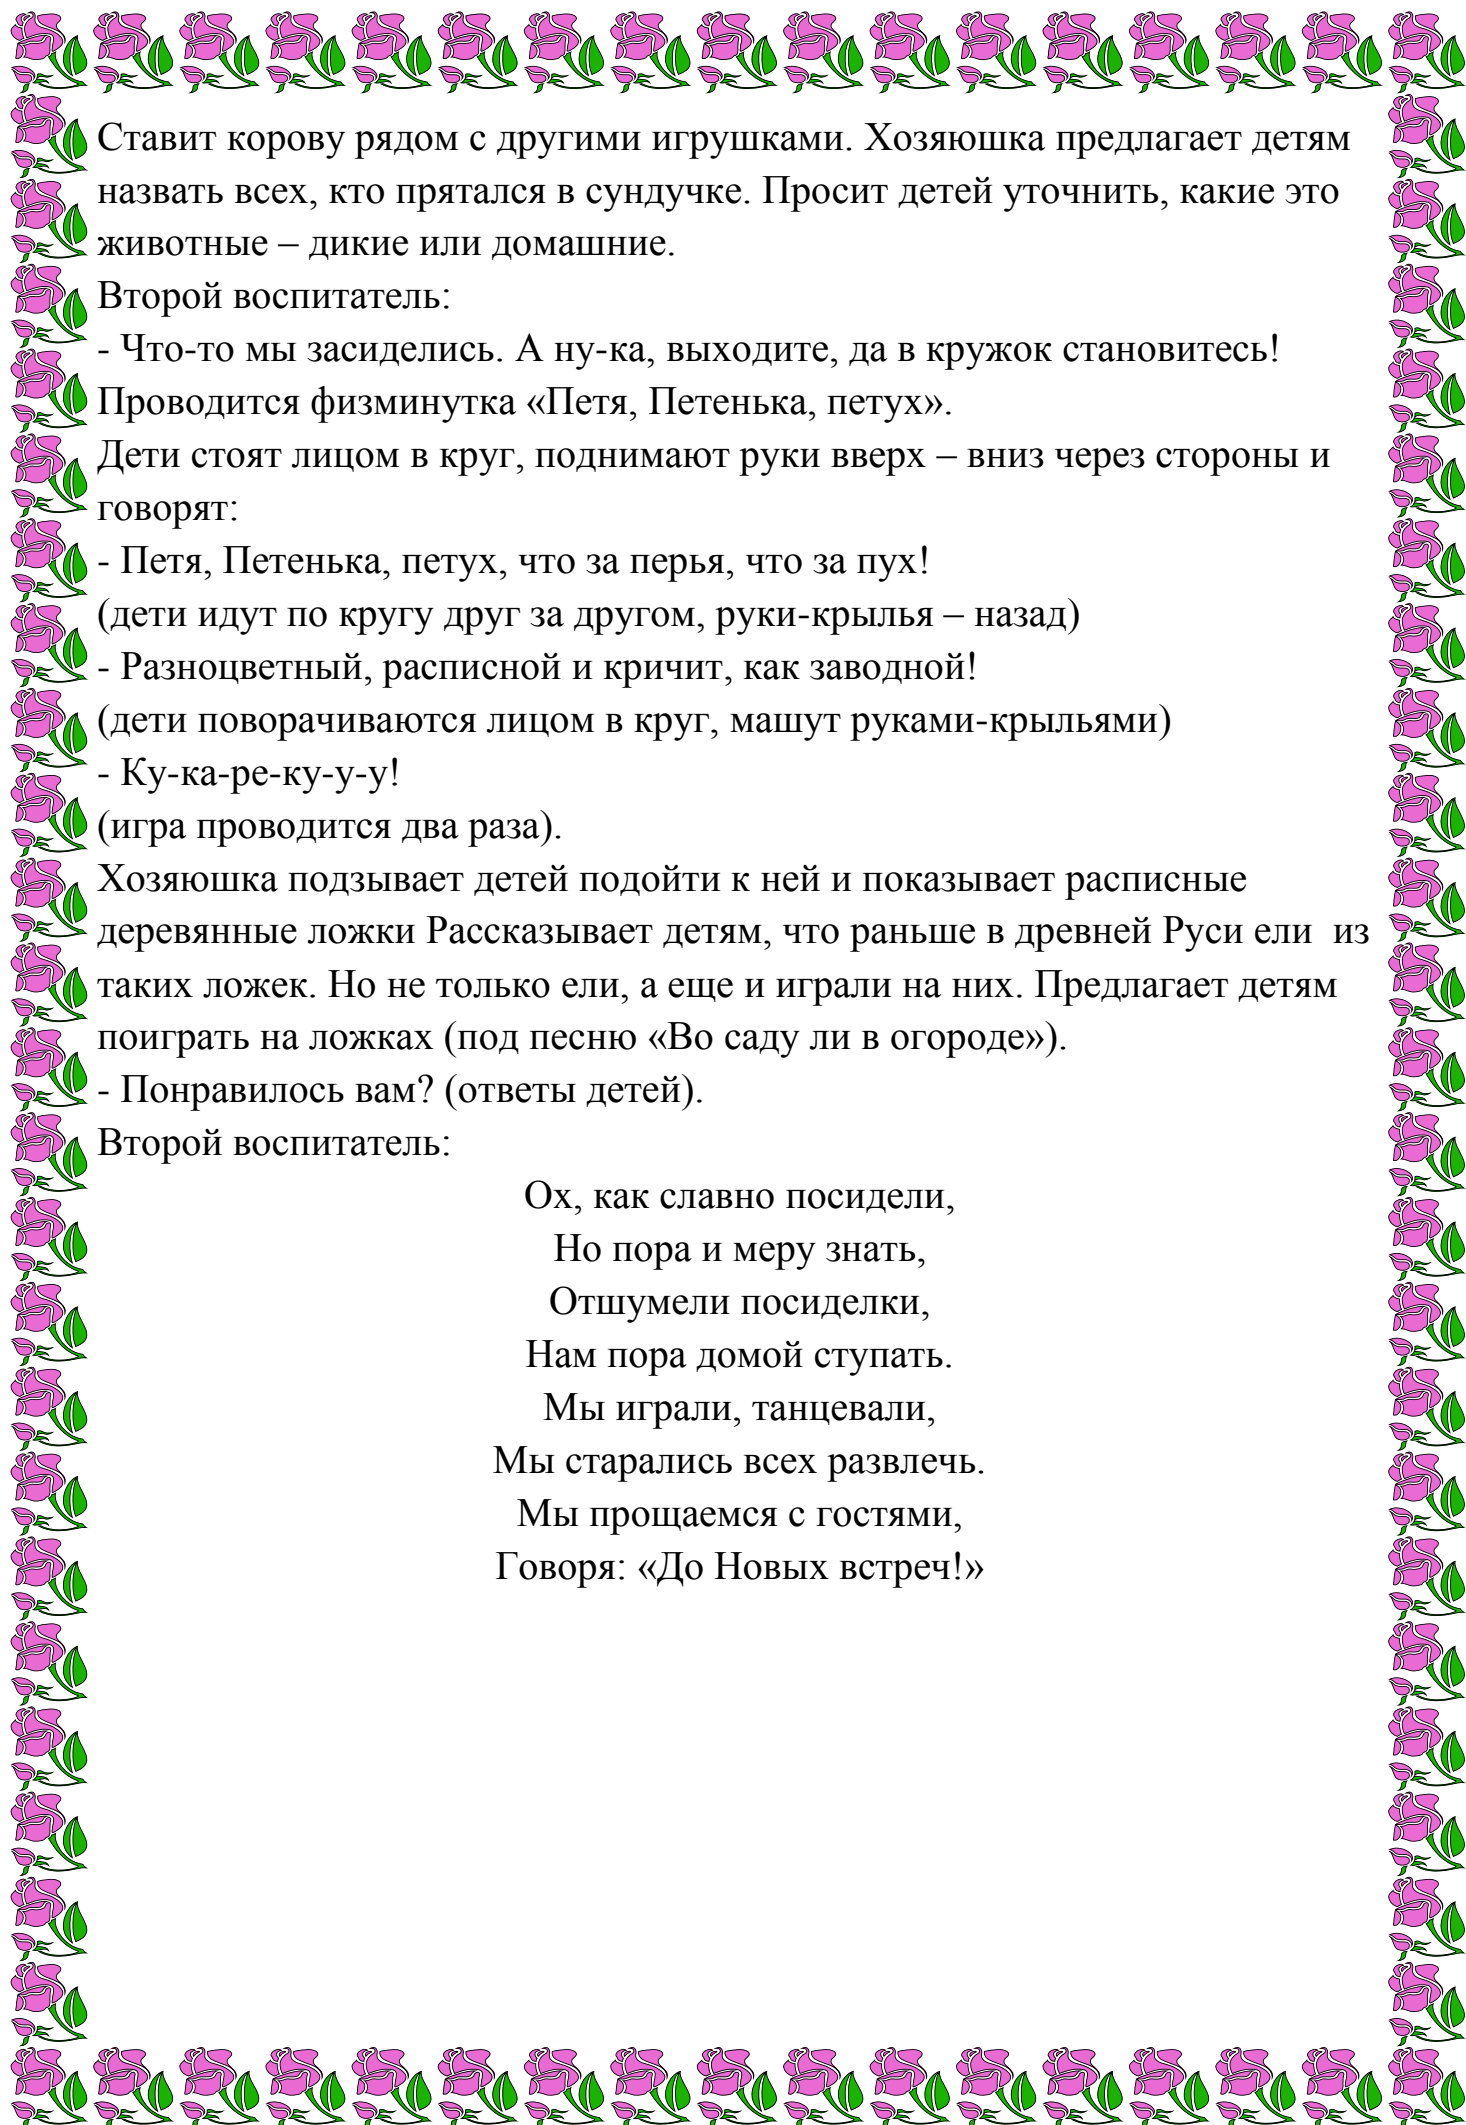 Ставит корову рядом с другими игрушками. Хозяюшка предлагает детям
назвать всех, кто прятался в сундучке. Просит детей уточнить, какие это
животные – дикие или домашние.
Второй воспитатель:
- Что-то мы засиделись. А ну-ка, выходите, да в кружок становитесь!
Проводится физминутка «Петя, Петенька, петух».
Дети стоят лицом в круг, поднимают руки вверх – вниз через стороны и
говорят:
- Петя, Петенька, петух, что за перья, что за пух!
(дети идут по кругу друг за другом, руки-крылья – назад)
- Разноцветный, расписной и кричит, как заводной!
(дети поворачиваются лицом в круг, машут руками-крыльями)
- Ку-ка-ре-ку-у-у!
(игра проводится два раза).
Хозяюшка подзывает детей подойти к ней и показывает расписные
деревянные ложки Рассказывает детям, что раньше в древней Руси ели  из
таких ложек. Но не только ели, а еще и играли на них. Предлагает детям
поиграть на ложках (под песню «Во саду ли в огороде»).
- Понравилось вам? (ответы детей).
Второй воспитатель:
Ох, как славно посидели,
Но пора и меру знать,
Отшумели посиделки,
Нам пора домой ступать.
Мы играли, танцевали,
Мы старались всех развлечь.
Мы прощаемся с гостями,
Говоря: «До Новых встреч!»